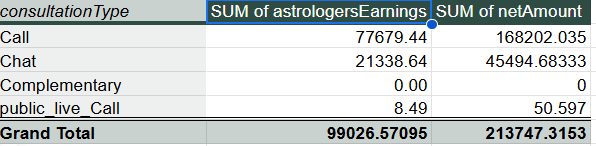 consultationType SUM of astrologersEarnings SUM of netAmount
Call 77679.44 168202.035
Chat 21338.64 45494.68333
Complementary 0.00 0
public_live_Call 8.49 50.597
Grand Total 99026.57095 213747.3153